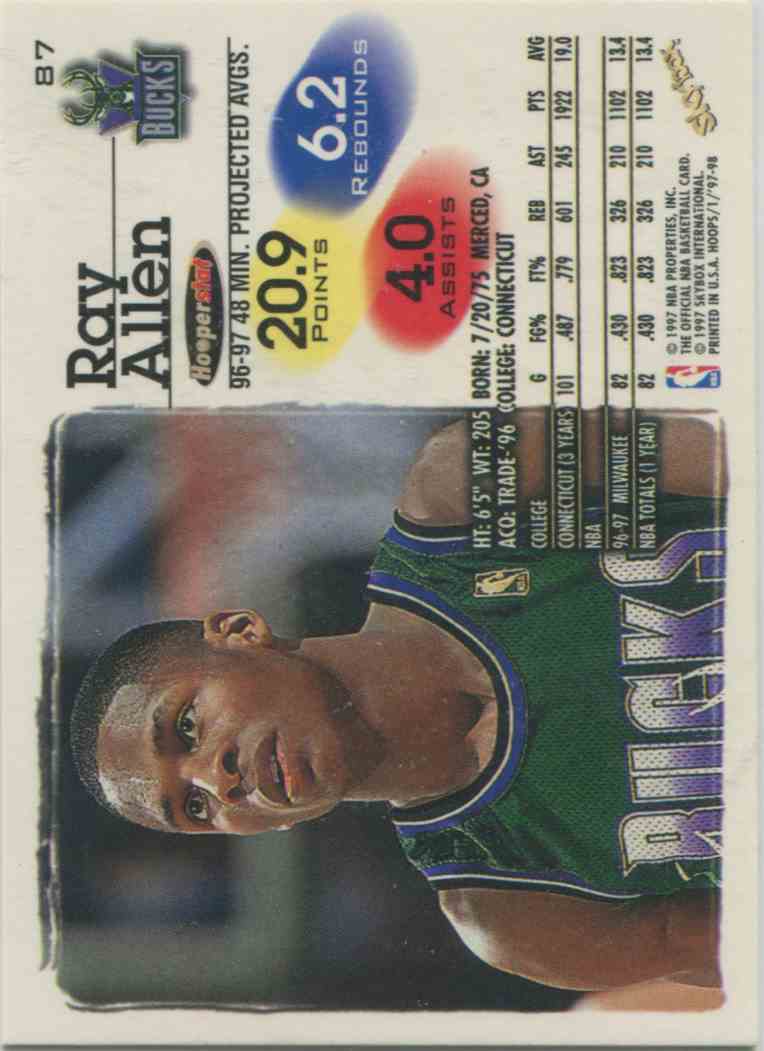 87
BUCKS
Ray
Allen
Hooperstat
96-97 48 MIN. PROJECTED AVGS.
20.9
POINTS
6.2
REBOUNDS
4.0
ASSISTS
HT: 6'5" WT: 205 BORN: 7/20/75 MERCED, CA
ACQ: TRADE-'96 COLLEGE: CONNECTICUT
COLLEGE G FG% FT% REB AST PTS AVG
CONNECTICUT (3 YEARS) 101 .487 .779 601 245 1922 19.0
NBA
96-97 MILWAUKEE 82 .430 .823 326 210 1102 13.4
NBA TOTALS (1 YEAR) 82 .430 .823 326 210 1102 13.4
NBA
© 1997 NBA PROPERTIES, INC.
THE OFFICIAL NBA BASKETBALL CARD.
© 1997 SKYBOX INTERNATIONAL.
PRINTED IN U.S.A. HOOPS/1/'97-98
SkyBox
BUCKS